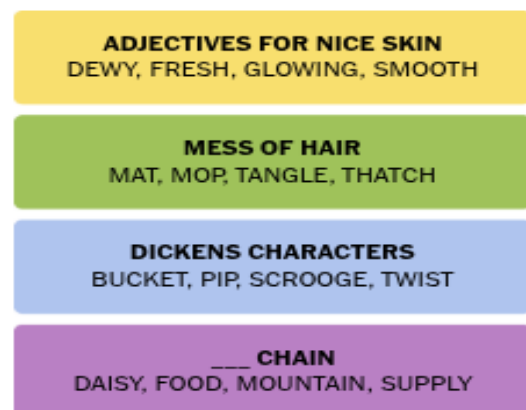 ADJECTIVES FOR NICE SKIN
DEWY, FRESH, GLOWING, SMOOTH
MESS OF HAIR
MAT, MOP, TANGLE, THATCH
DICKENS CHARACTERS
BUCKET, PIP, SCROOGE, TWIST
___ CHAIN
DAISY, FOOD, MOUNTAIN, SUPPLY